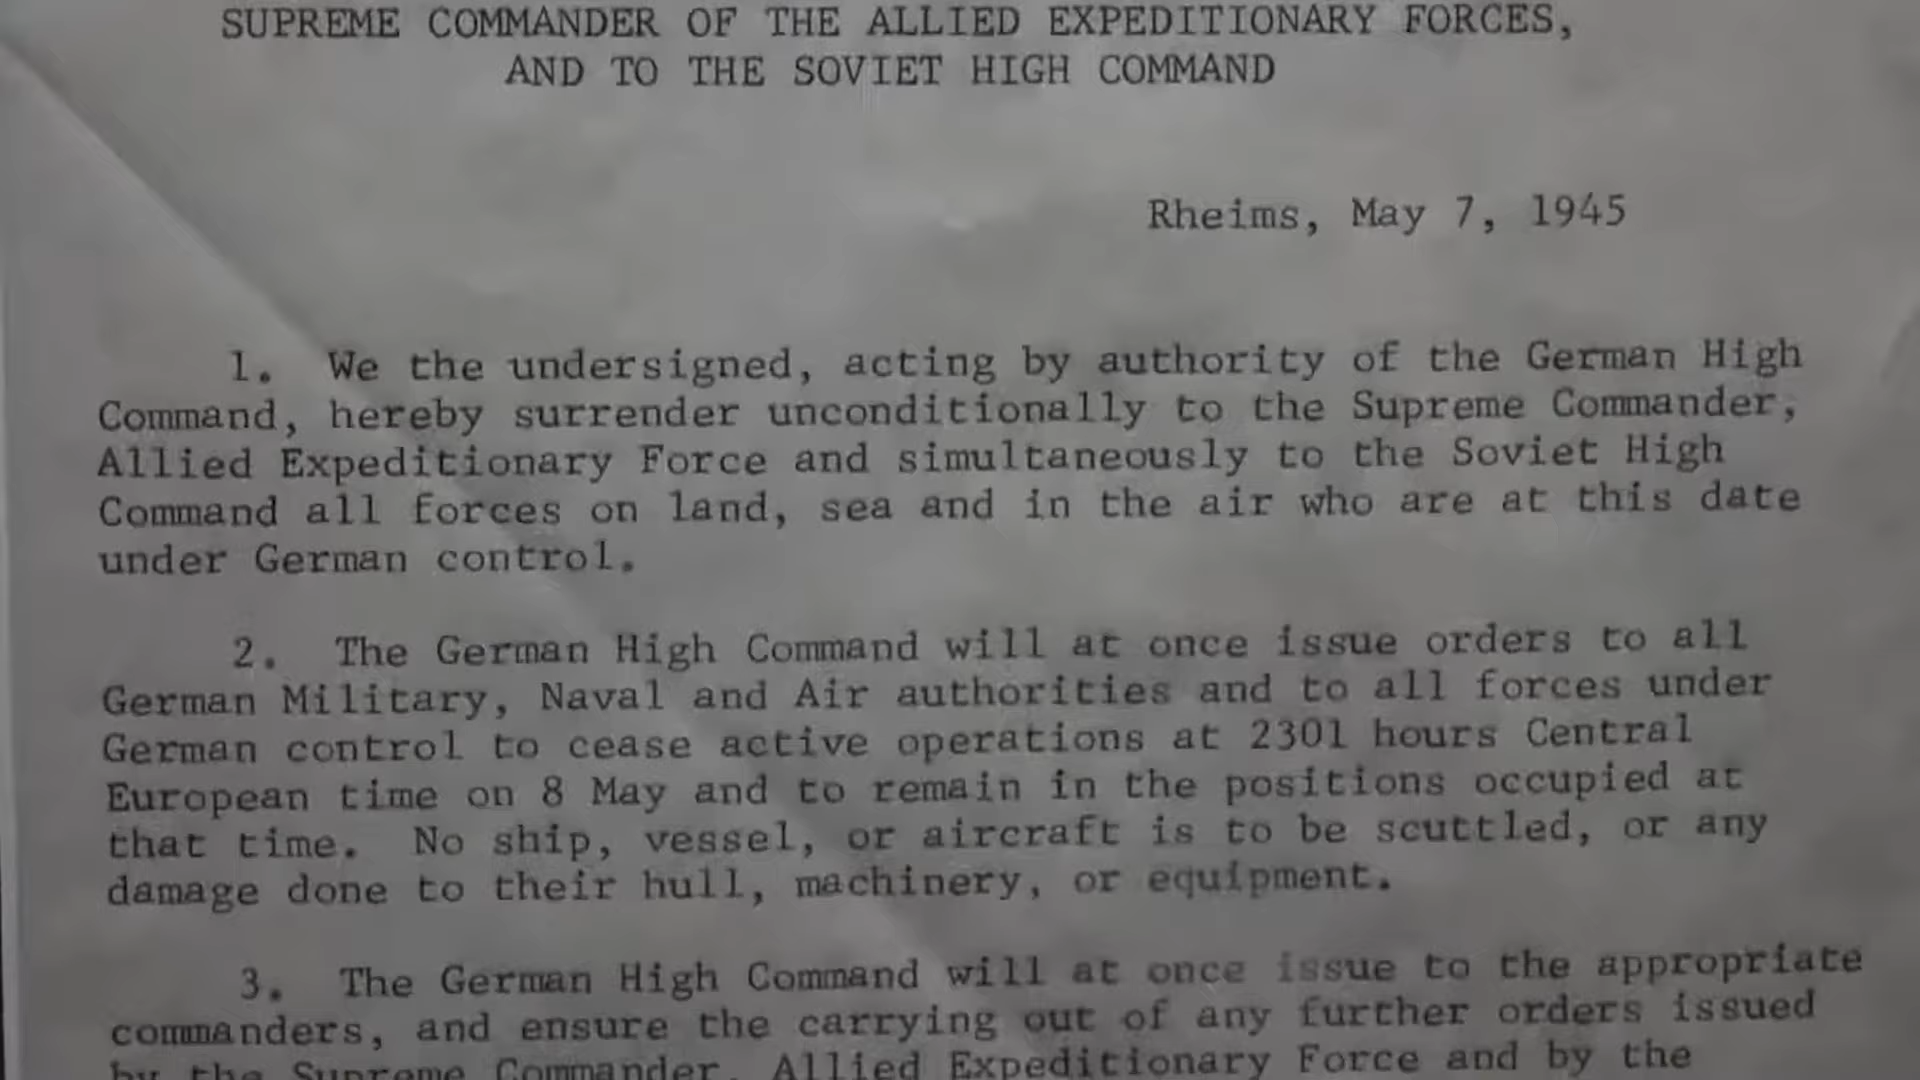 SUPREME COMMANDER OF THE ALLIED EXPEDITIONARY FORCES,
AND TO THE SOVIET HIGH COMMAND
Rheims, May 7, 1945
1. We the undersigned, acting by authority of the German High
Command, hereby surrender unconditionally to the Supreme Commander,
Allied Expeditionary Force and simultaneously to the Soviet High
Command all forces on land, sea and in the air who are at this date
under German control.
2. The German High Command will at once issue orders to all
German Military, Naval and Air authorities and to all forces under
German control to cease active operations at 2301 hours Central
European time on 8 May and to remain in the positions occupied at
that time. No ship, vessel, or aircraft is to be scuttled, or any
damage done to their hull, machinery, or equipment.
3. The German High Command will at once issue to the appropriate
commanders, and ensure the carrying out of any further orders issued
by the Supreme Commander, Allied Expeditionary Force and by the